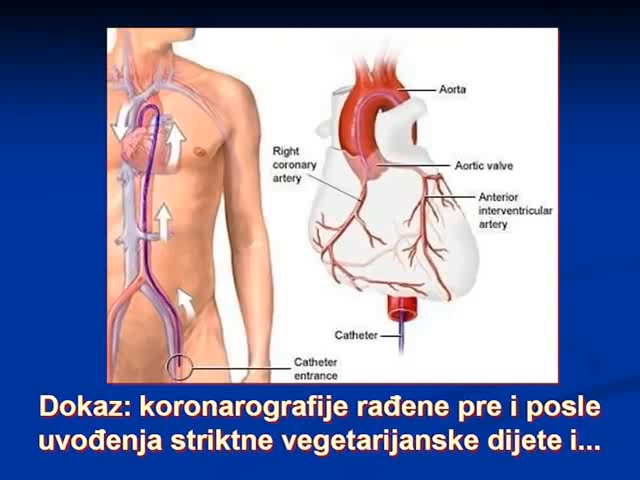 Aorta
Right
coronary
artery
Aortic valve
Anterior
interventricular
artery
Catheter
Catheter
entrance
Dokaz: koronarografije rađene pre i posle
uvođenja striktne vegetarijanske dijete i...